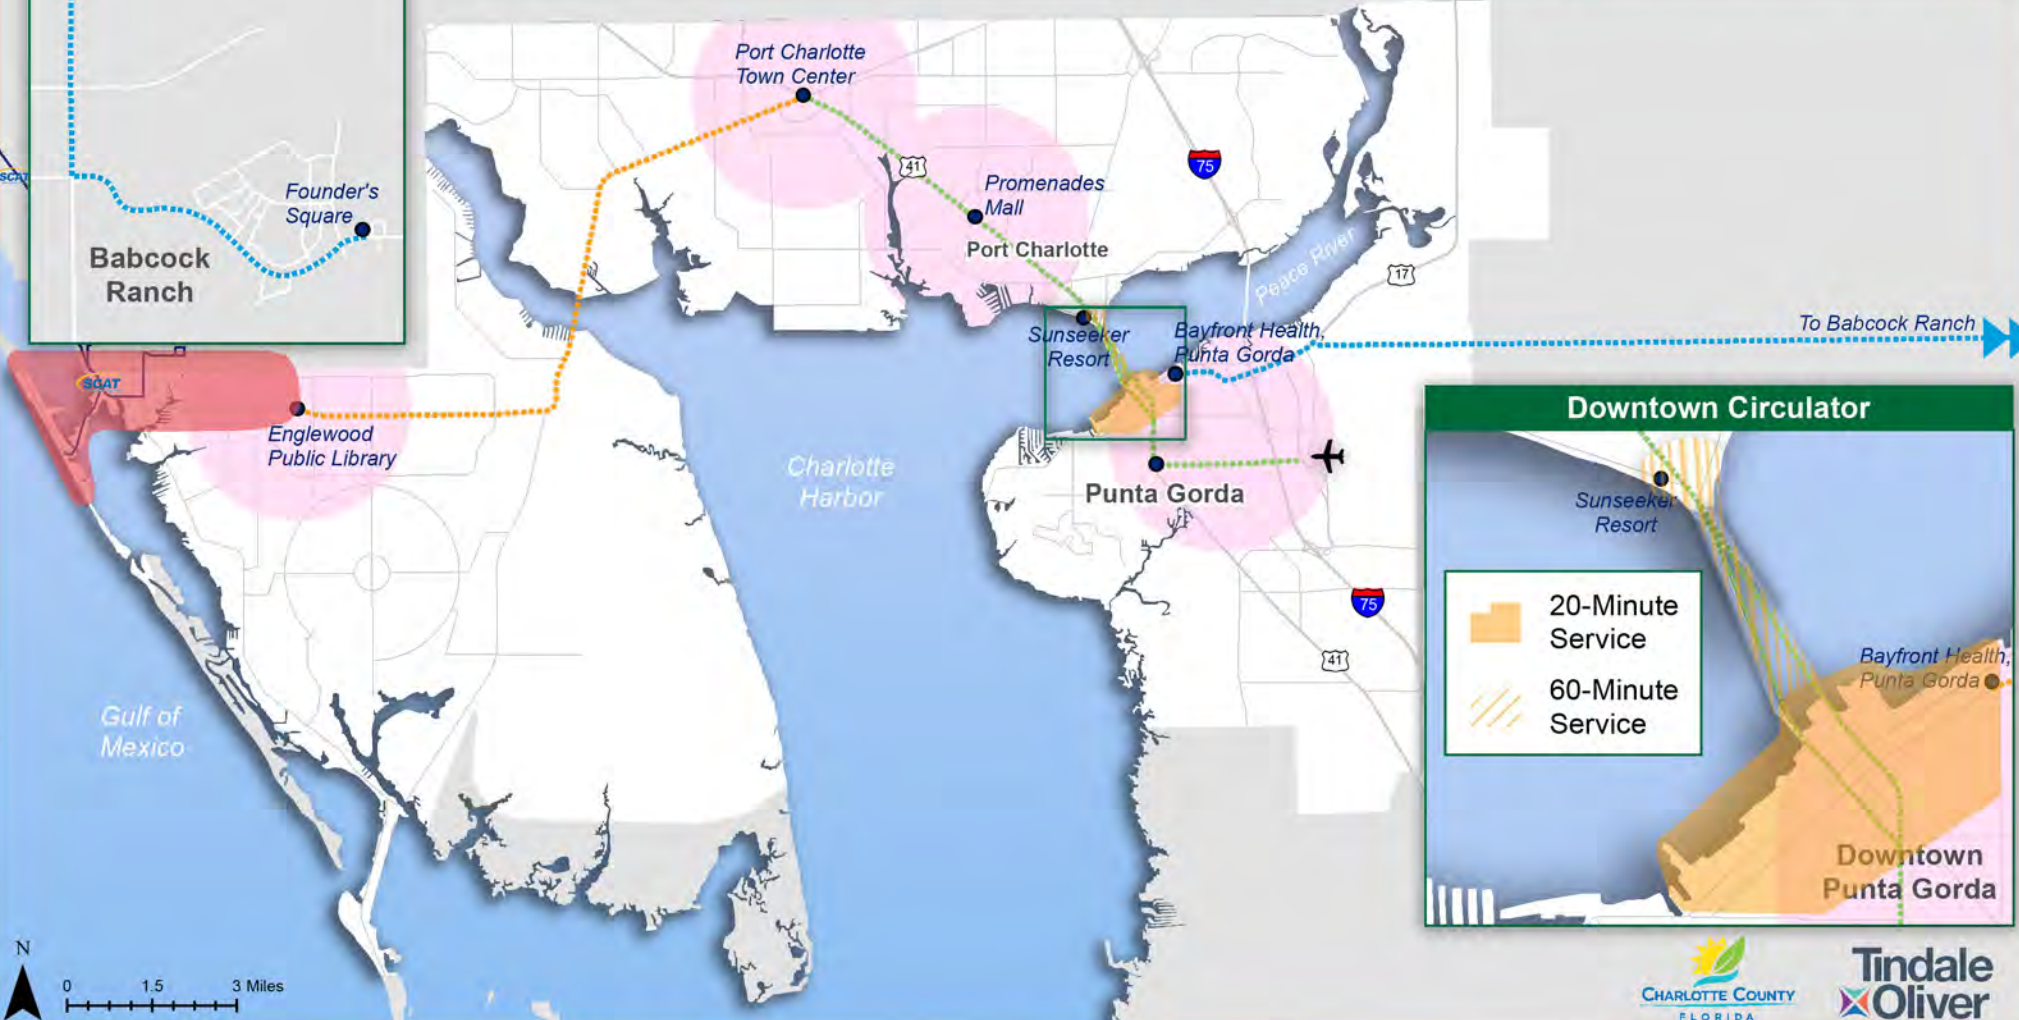 Port Charlotte
Town Center
41
75
Promenades
Mall
Port Charlotte
Founder's
Square
Babcock
Ranch
SCAT
Peace River
17
Sunseeker
Resort
Bayfront Health,
Punta Gorda
To Babcock Ranch
SCAT
Englewood
Public Library
Charlotte
Harbor
Punta Gorda
75
41
Gulf of
Mexico
Downtown Circulator
Sunseeker
Resort
20-Minute
Service
60-Minute
Service
Bayfront Health,
Punta Gorda
Downtown
Punta Gorda
N
0 1.5 3 Miles
CHARLOTTE COUNTY
FLORIDA
Tindale
Oliver